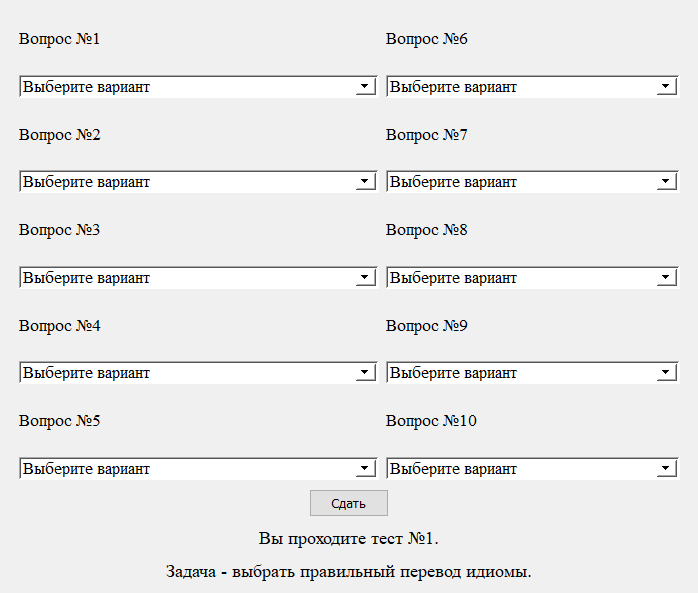 Вопрос №1
Выберите вариант
Вопрос №2
Выберите вариант
Вопрос №3
Выберите вариант
Вопрос №4
Выберите вариант
Вопрос №5
Выберите вариант
Вопрос №6
Выберите вариант
Вопрос №7
Выберите вариант
Вопрос №8
Выберите вариант
Вопрос №9
Выберите вариант
Вопрос №10
Выберите вариант
Сдать
Вы проходите тест №1.
Задача - выбрать правильный перевод идиомы.